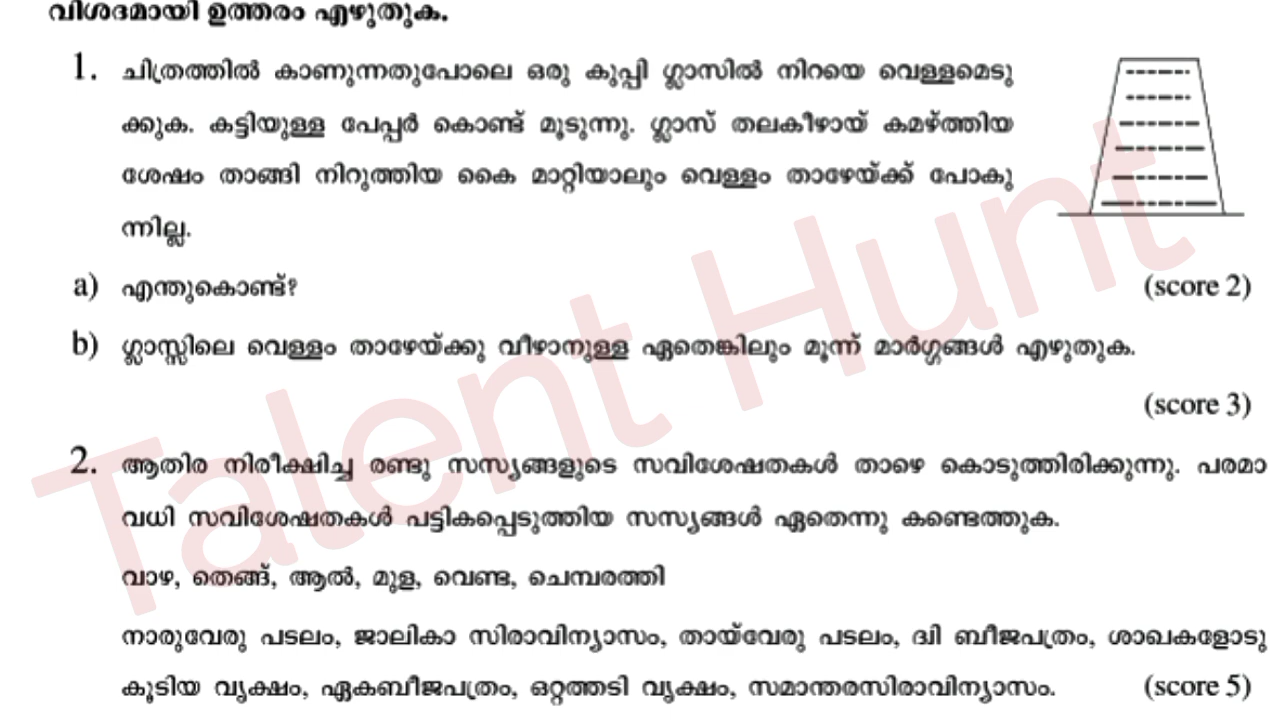 വിശദമായി ഉത്തരം എഴുതുക.
1. ചിത്രത്തിൽ കാണുന്നതുപോലെ ഒരു കുപ്പി ഗ്ലാസിൽ നിറയെ വെള്ളമെടു
ക്കുക. കട്ടിയുള്ള പേപ്പർ കൊണ്ട് മൂടുന്നു. ഗ്ലാസ് തലകീഴായ് കമഴ്ത്തിയ
ശേഷം താങ്ങി നിറുത്തിയ കൈ മാറ്റിയാലും വെള്ളം താഴേയ്ക്ക് പോകു
ന്നില്ല.
a) എന്തുകൊണ്ട്? (score 2)
b) ഗ്ലാസ്സിലെ വെള്ളം താഴേയ്ക്കു വീഴാനുള്ള ഏതെങ്കിലും മൂന്ന് മാർഗ്ഗങ്ങൾ എഴുതുക.
(score 3)
2. ആതിര നിരീക്ഷിച്ച രണ്ടു സസ്യങ്ങളുടെ സവിശേഷതകൾ താഴെ കൊടുത്തിരിക്കുന്നു. പരമാ
വധി സവിശേഷതകൾ പട്ടികപ്പെടുത്തിയ സസ്യങ്ങൾ ഏതെന്നു കണ്ടെത്തുക.
വാഴ, തെങ്ങ്, ആൽ, മുള, വെണ്ട, ചെമ്പരത്തി
നാരുവേരു പടലം, ജാലികാ സിരാവിന്യാസം, തായ്‌വേരു പടലം, ദ്വി ബീജപത്രം, ശാഖകളോടു
കൂടിയ വൃക്ഷം, ഏകബീജപത്രം, ഒറ്റത്തടി വൃക്ഷം, സമാന്തരസിരാവിന്യാസം. (score 5)
Talent Hunt